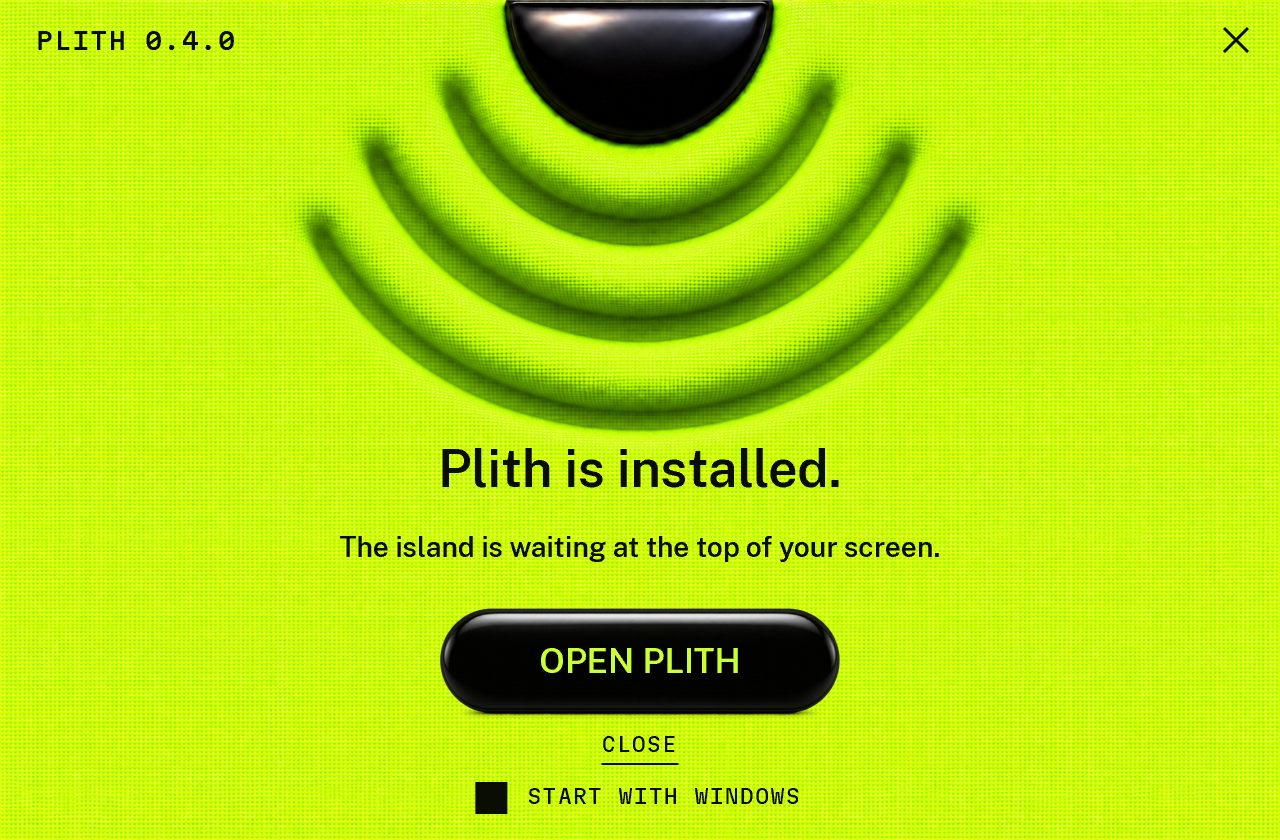 PLITH 0.4.0
Plith is installed.
The island is waiting at the top of your screen.
OPEN PLITH
CLOSE
START WITH WINDOWS